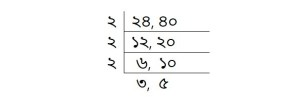 ২ ২৪, ৪০
২ ১২, ২০
২ ৬, ১০
৩, ৫